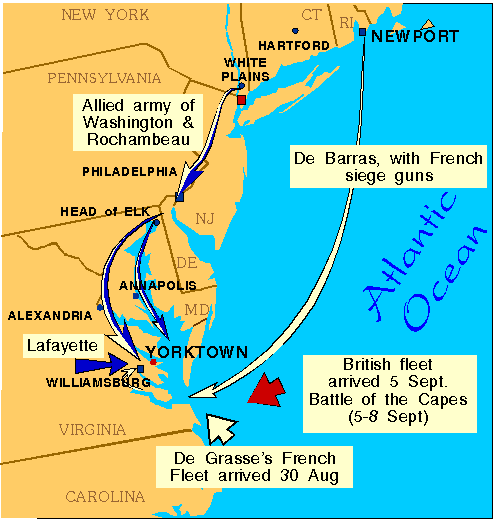 NEW YORK
CT
RI
HARTFORD
NEWPORT
WHITE
PLAINS
PENNSYLVANIA
Allied army of
Washington &
Rochambeau
De Barras, with French
siege guns
PHILADELPHIA
HEAD of ELK
NJ
Atlantic
Ocean
DE
ANNAPOLIS
MD
ALEXANDRIA
Lafayette
YORKTOWN
WILLIAMSBURG
British fleet
arrived 5 Sept.
Battle of the Capes
(5-8 Sept)
VIRGINIA
De Grasse's French
Fleet arrived 30 Aug
CAROLINA